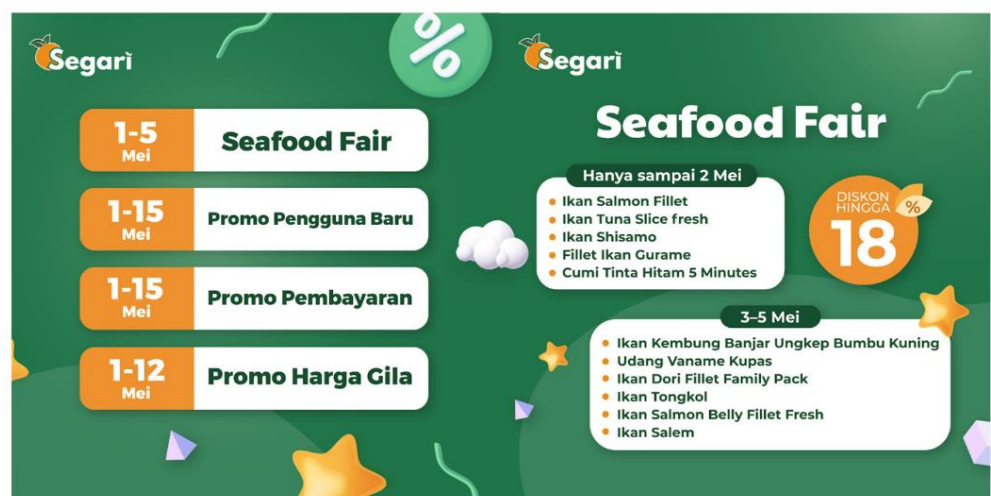 Segari
1-5
Mei
Seafood Fair
1-15
Mei
Promo Pengguna Baru
1-15
Mei
Promo Pembayaran
1-12
Mei
Promo Harga Gila
%
Segari
Seafood Fair
Hanya sampai 2 Mei
Ikan Salmon Fillet
Ikan Tuna Slice fresh
Ikan Shisamo
Fillet Ikan Gurame
Cumi Tinta Hitam 5 Minutes
DISKON
HINGGA
%
18
3–5 Mei
Ikan Kembung Banjar Ungkep Bumbu Kuning
Udang Vaname Kupas
Ikan Dori Fillet Family Pack
Ikan Tongkol
Ikan Salmon Belly Fillet Fresh
Ikan Salem